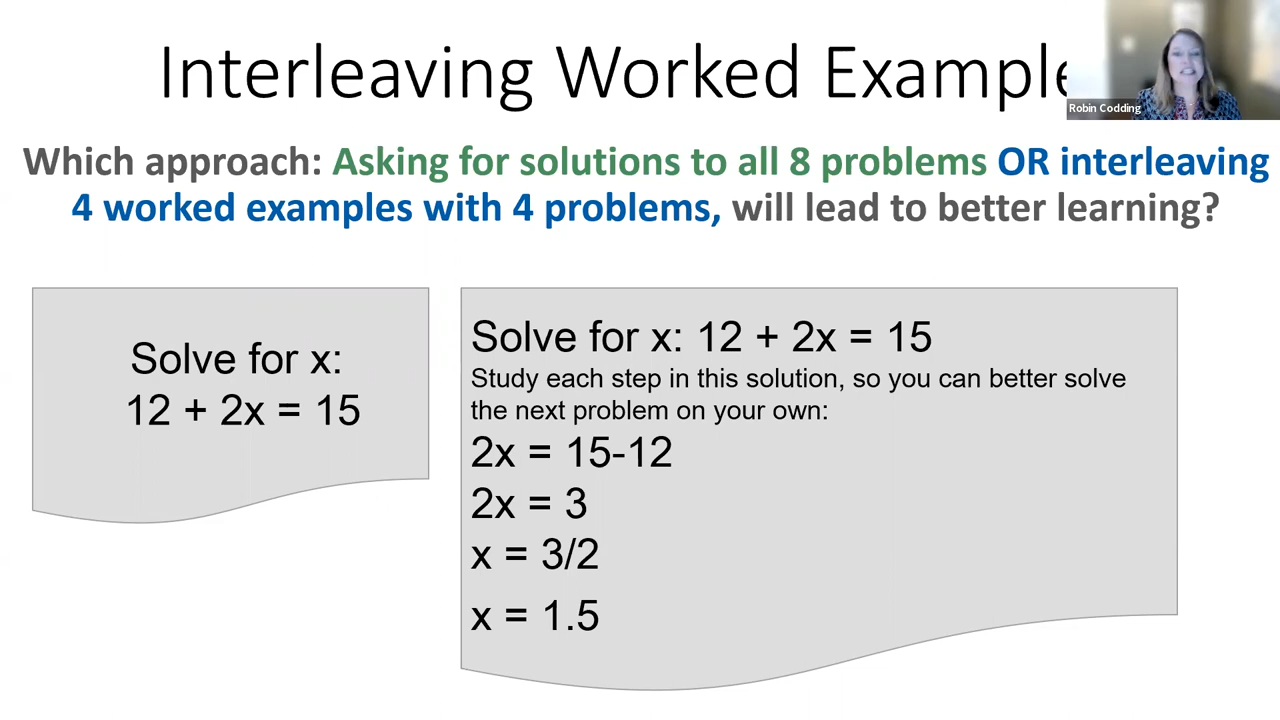 Interleaving Worked Example
Robin Codding
Which approach: Asking for solutions to all 8 problems OR interleaving
4 worked examples with 4 problems, will lead to better learning?
Solve for x:
12 + 2x = 15
Solve for x: 12 + 2x = 15
Study each step in this solution, so you can better solve
the next problem on your own:
2x = 15-12
2x = 3
x = 3/2
x = 1.5